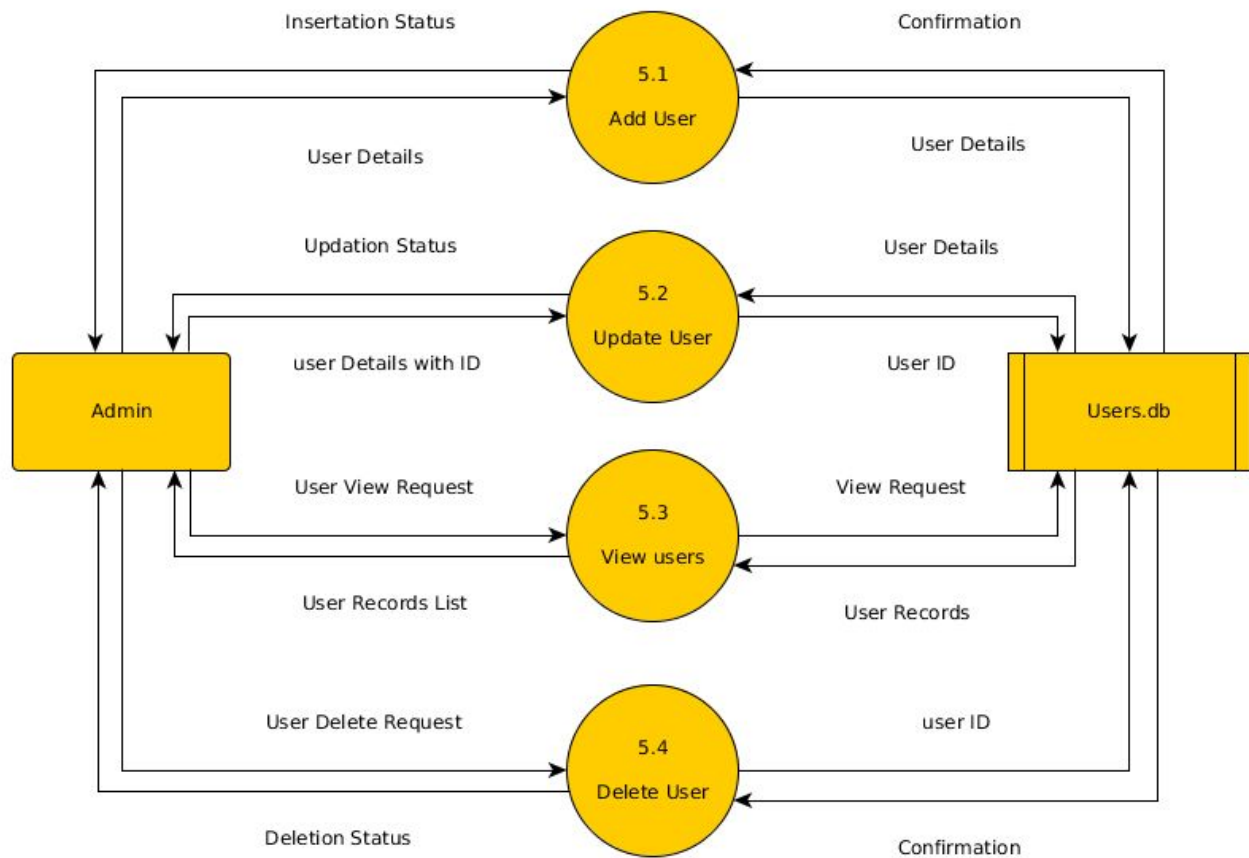 Insertation Status
Confirmation
5.1
Add User
User Details
User Details
Updation Status
User Details
5.2
Update User
user Details with ID
User ID
Admin
Users.db
User View Request
View Request
5.3
View users
User Records List
User Records
User Delete Request
user ID
5.4
Delete User
Deletion Status
Confirmation